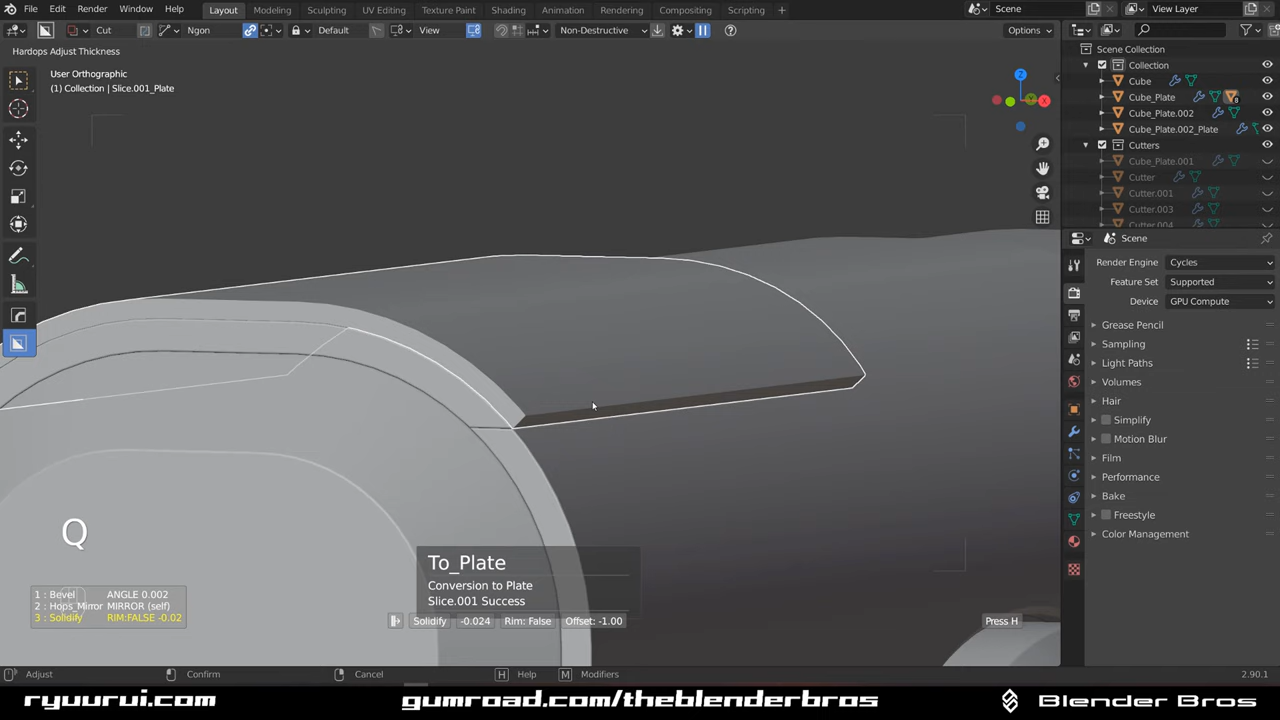 File Edit Render Window Help Layout Modeling Sculpting UV Editing Texture Paint Shading Animation Rendering Compositing Scripting + Scene View Layer
Cut Ngon Default View Non-Destructive Options
Hardops Adjust Thickness
User Orthographic
(1) Collection | Slice.001_Plate
Z
Y
X
Scene Collection
Collection
Cube
Cube_Plate 8
Cube_Plate.002
Cube_Plate.002_Plate
Cutters
Cube_Plate.001
Cutter
Cutter.001
Cutter.003
Cutter.004
Scene
Render Engine Cycles
Feature Set Supported
Device GPU Compute
Grease Pencil
Sampling
Light Paths
Volumes
Hair
Simplify
Motion Blur
Film
Performance
Bake
Freestyle
Color Management
Q
1 : Bevel ANGLE 0.002
2 : Hops_Mirror MIRROR (self)
3 : Solidify RIM:FALSE -0.02
To_Plate
Conversion to Plate
Slice.001 Success
Solidify -0.024 Rim: False Offset: -1.00
Press H
Adjust Confirm Cancel H Help M Modifiers 2.90.1
ryuurui.com gumroad.com/theblenderbros Blender Bros